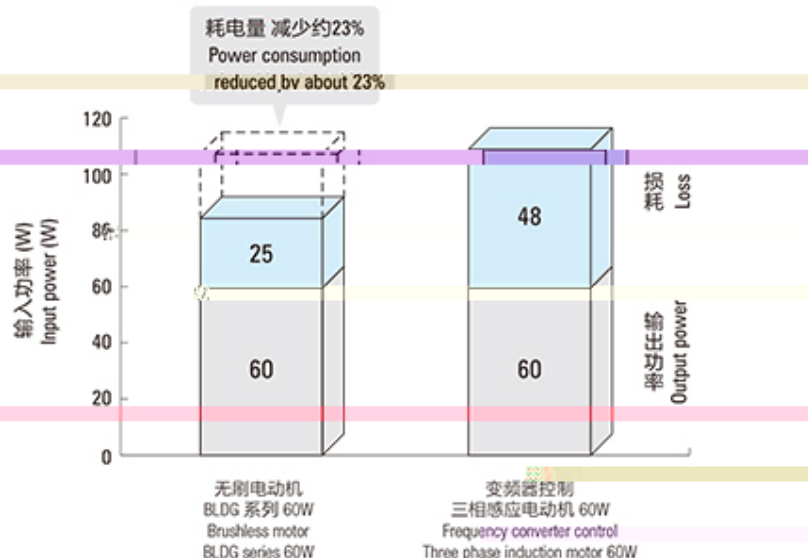 耗电量 减少约23%
Power consumption
reduced by about 23%
120
100
80
60
40
20
0
输入功率 (W)
Input power (W)
25
60
48
60
损耗
Loss
输出功率
Output power
无刷电动机
BLDG 系列 60W
Brushless motor
BLDG series 60W
变频器控制
三相感应电动机 60W
Frequency converter control
Three phase induction motor 60W